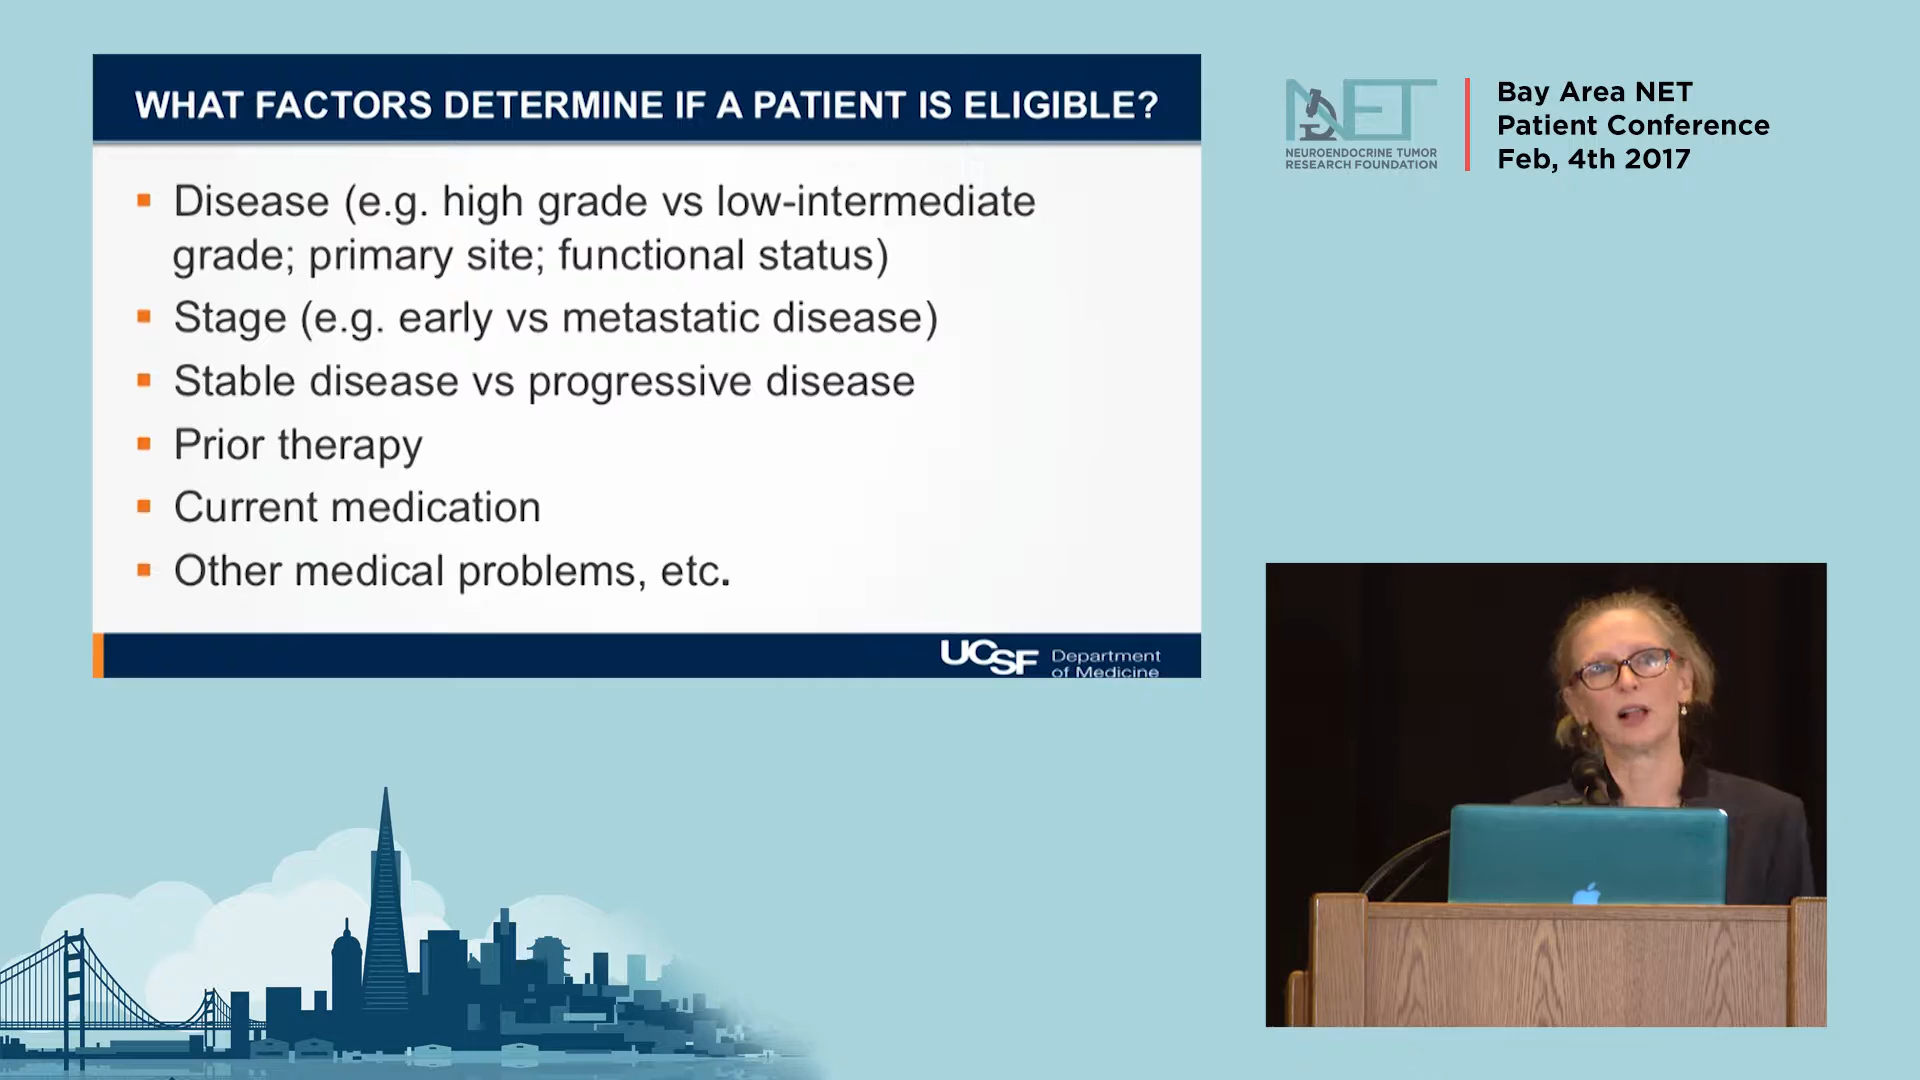 WHAT FACTORS DETERMINE IF A PATIENT IS ELIGIBLE?
Disease (e.g. high grade vs low-intermediate
grade; primary site; functional status)
Stage (e.g. early vs metastatic disease)
Stable disease vs progressive disease
Prior therapy
Current medication
Other medical problems, etc.
UCSF Department
of Medicine
NET
NEUROENDOCRINE TUMOR
RESEARCH FOUNDATION
Bay Area NET
Patient Conference
Feb, 4th 2017